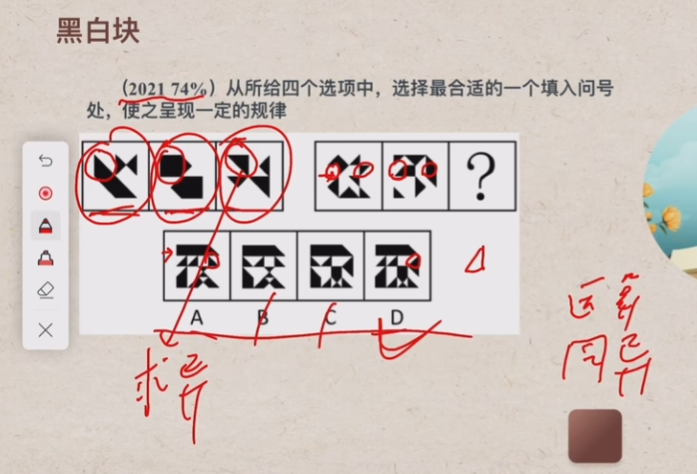 黑白块
（2021 74%）从所给四个选项中，选择最合适的一个填入问号
处，使之呈现一定的规律
?
A B C D
求异
运算
同异